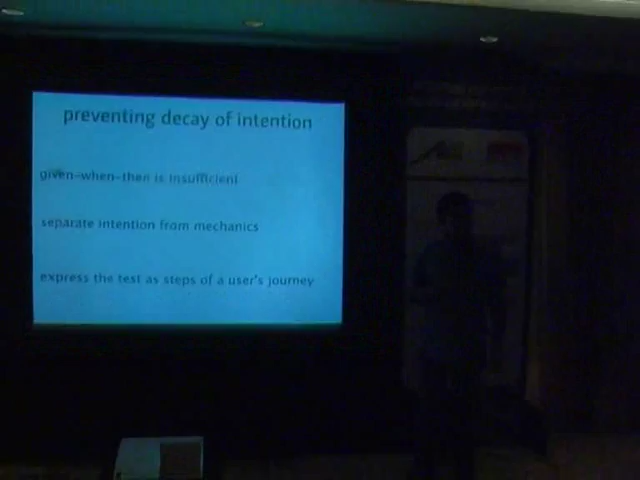 preventing decay of intention
given-when-then is insufficient
separate intention from mechanics
express the test as steps of a user's journey